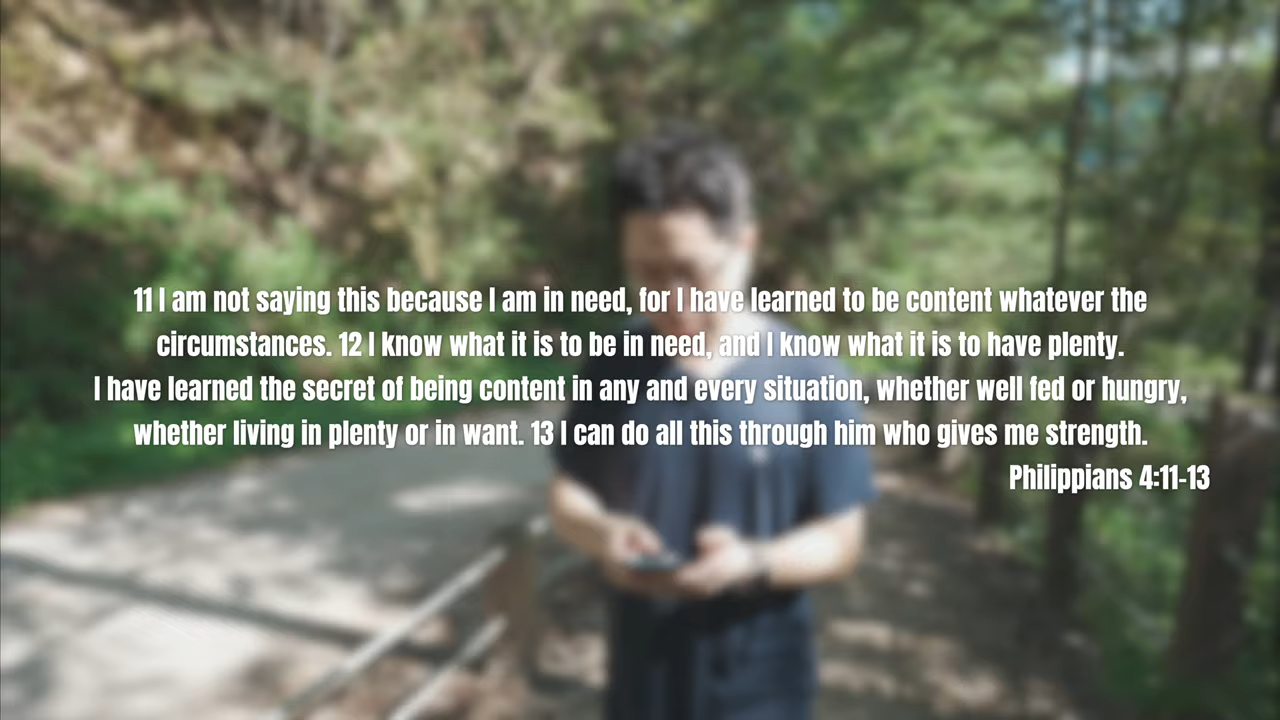 11 I am not saying this because I am in need, for I have learned to be content whatever the
circumstances. 12 I know what it is to be in need, and I know what it is to have plenty.
I have learned the secret of being content in any and every situation, whether well fed or hungry,
whether living in plenty or in want. 13 I can do all this through him who gives me strength.
Philippians 4:11-13